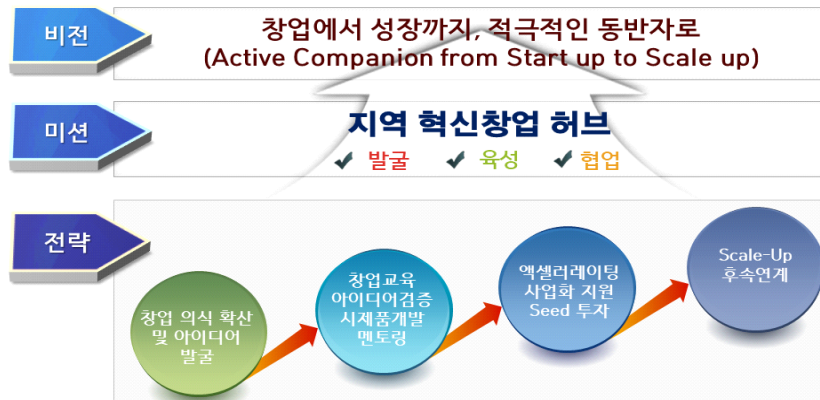 비전
창업에서 성장까지, 적극적인 동반자로
(Active Companion from Start up to Scale up)
미션
지역 혁신창업 허브
발굴 육성 협업
전략
창업 의식 확산
및 아이디어
발굴
창업교육
아이디어검증
시제품개발
멘토링
액셀러레이팅
사업화 지원
Seed 투자
Scale-Up
후속연계